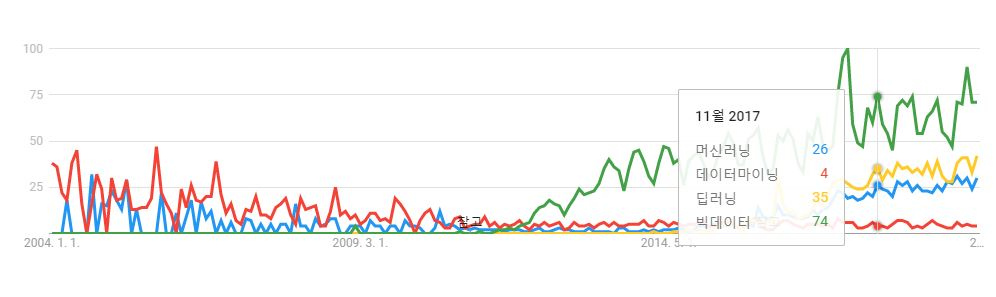 100
75
50
25
11월 2017
머신러닝 26
데이터마이닝 4
딥러닝 35
빅데이터 74
참고
2004. 1. 1.
2009. 3. 1.
2014. 5.
2…